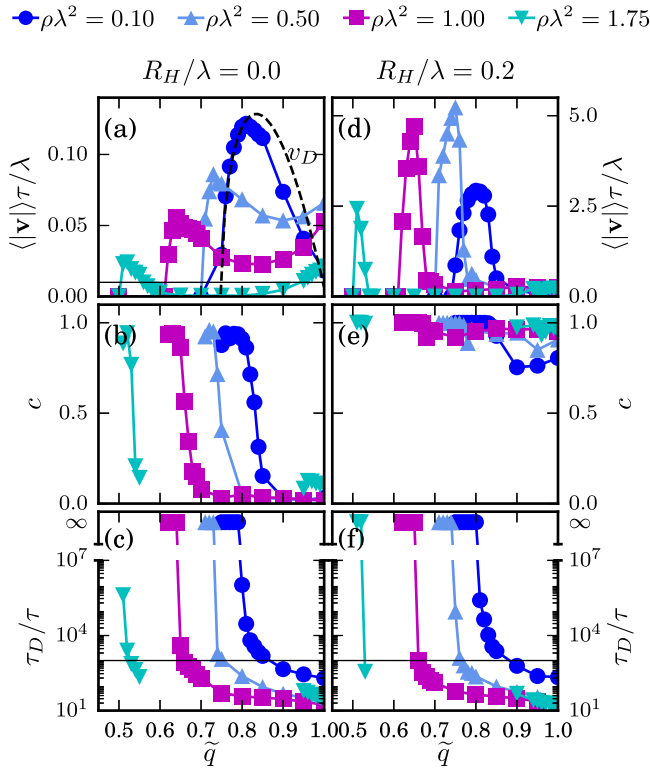 ρλ² = 0.10 ρλ² = 0.50 ρλ² = 1.00 ρλ² = 1.75
R_H/λ = 0.0 R_H/λ = 0.2
(a) (d)
v_D
0.10 5.0
0.05 2.5
0.00 0.0
⟨|v|⟩τ/λ ⟨|v|⟩τ/λ
(b) (e)
1.0 1.0
0.5 0.5
0.0 0.0
c c
(c) (f)
∞ ∞
10⁷ 10⁷
10⁴ 10⁴
10¹ 10¹
τ_D/τ τ_D/τ
0.5 0.6 0.7 0.8 0.9 1.0 0.5 0.6 0.7 0.8 0.9 1.0
q̃ q̃